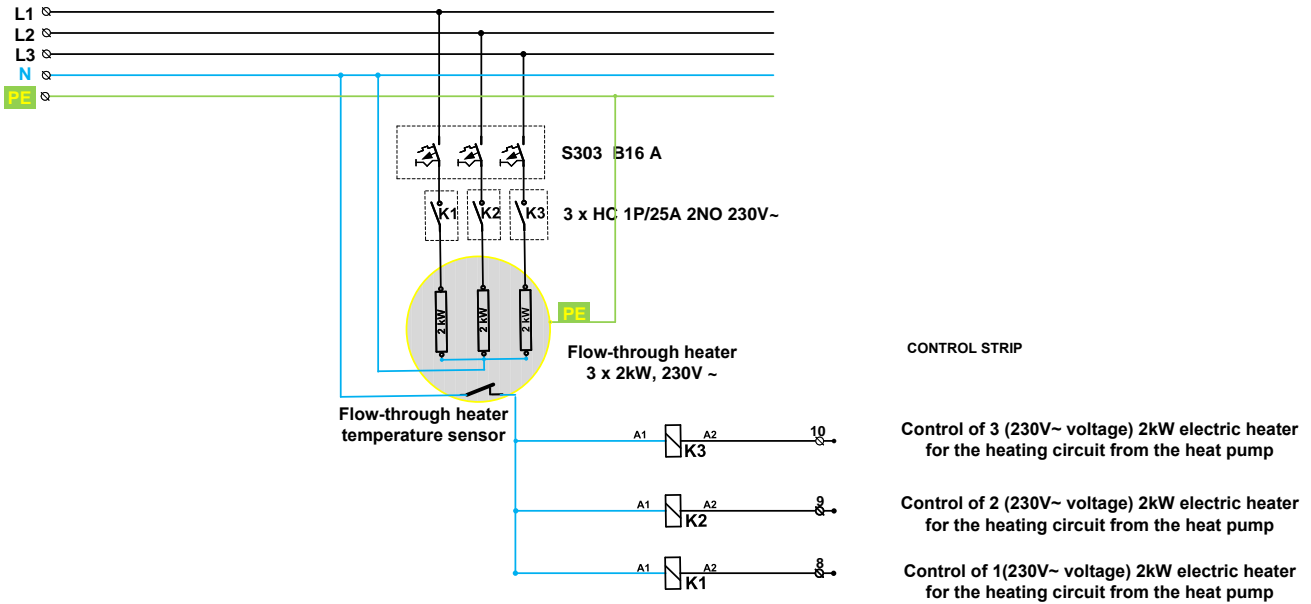 L1
L2
L3
N
PE
S303 B16 A
K1
K2
K3
3 x HC 1P/25A 2NO 230V~
2 kW
2 kW
2 kW
PE
Flow-through heater
3 x 2kW, 230V ~
CONTROL STRIP
Flow-through heater
temperature sensor
A1
A2
K3
10
Control of 3 (230V~ voltage) 2kW electric heater
for the heating circuit from the heat pump
A1
A2
K2
9
Control of 2 (230V~ voltage) 2kW electric heater
for the heating circuit from the heat pump
A1
A2
K1
8
Control of 1(230V~ voltage) 2kW electric heater
for the heating circuit from the heat pump